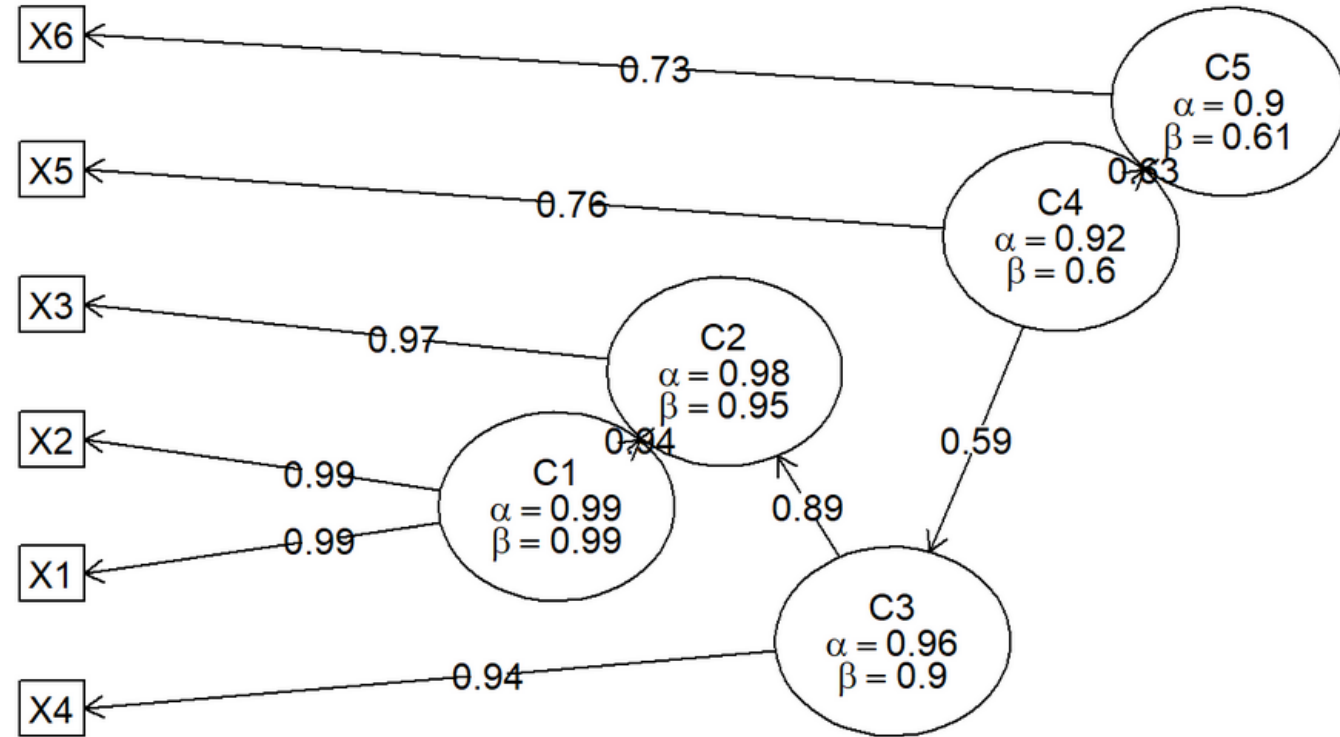 X6
0.73
C5
α = 0.9
β = 0.61
X5
0.76
0.63
C4
α = 0.92
β = 0.6
X3
0.97
C2
α = 0.98
β = 0.95
X2
0.99
0.94
0.59
C1
α = 0.99
β = 0.99
0.89
X1
0.99
C3
α = 0.96
β = 0.9
X4
0.94